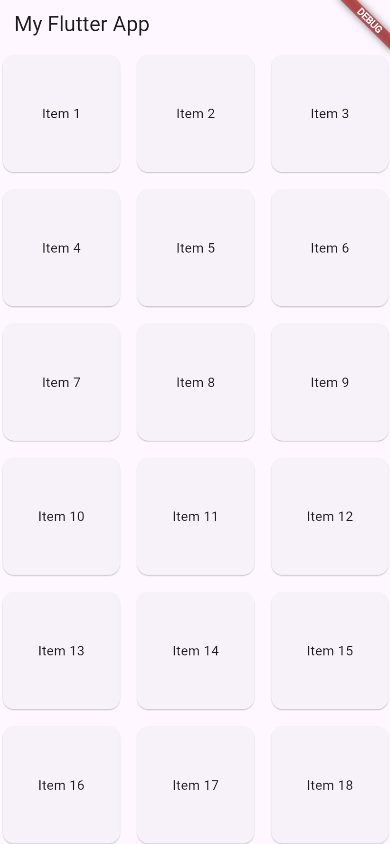 My Flutter App
DEBUG
Item 1
Item 2
Item 3
Item 4
Item 5
Item 6
Item 7
Item 8
Item 9
Item 10
Item 11
Item 12
Item 13
Item 14
Item 15
Item 16
Item 17
Item 18